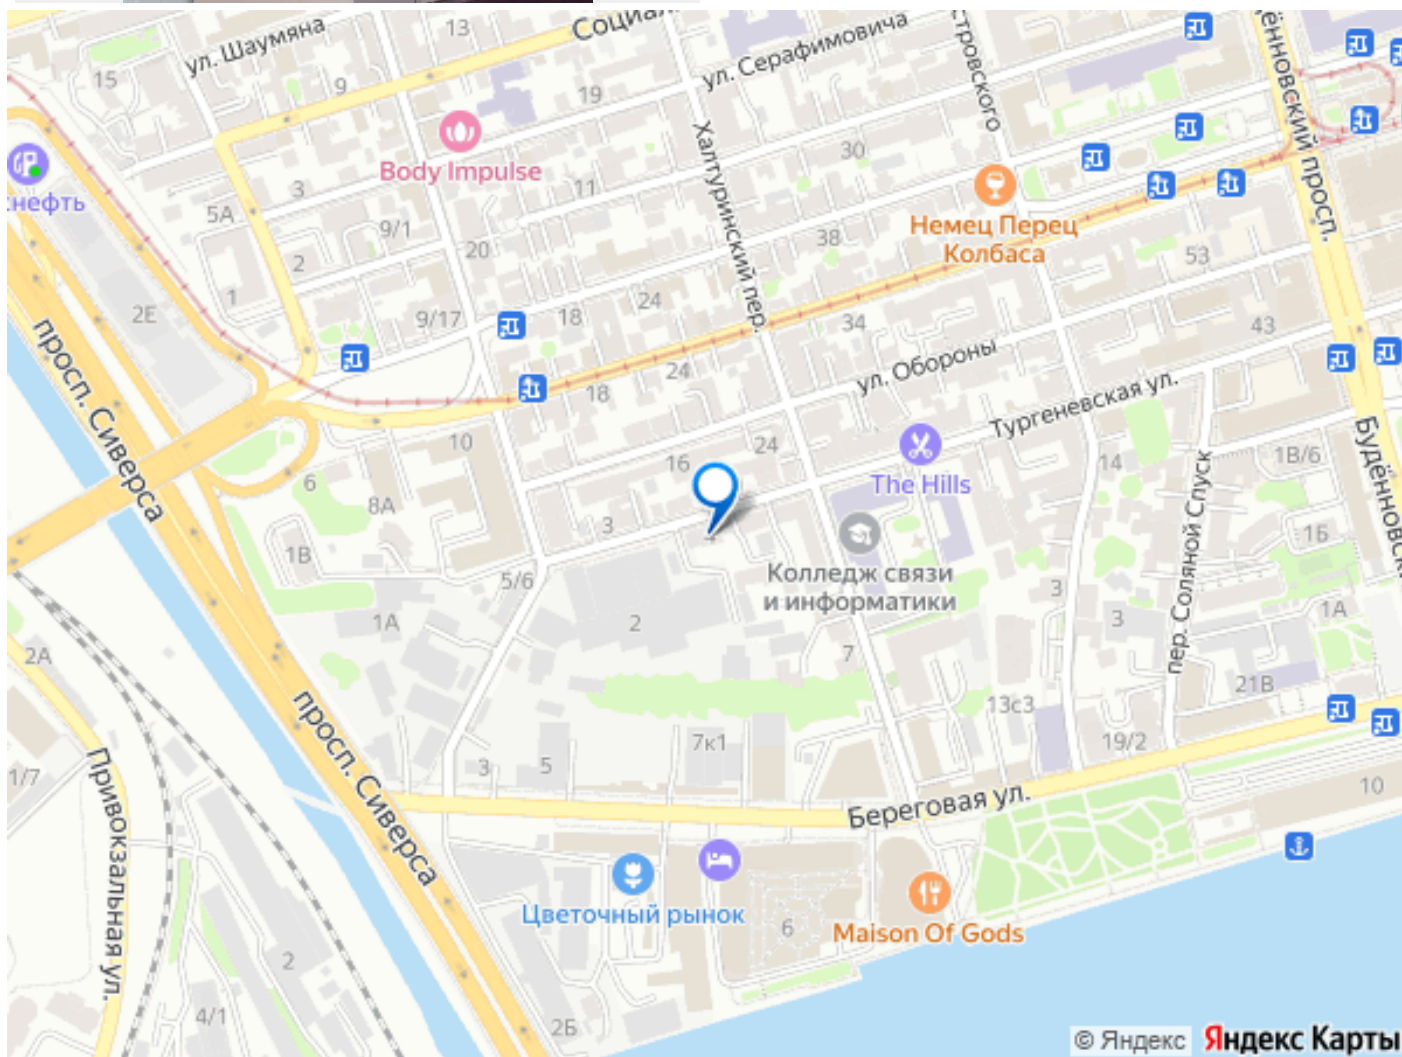 ул. Шаумяна
13
Социал
15
9
19
ул. Серафимовича
стровского
дённовский просп.
Халтуринский пер.
Body Impulse
30
3
11
нефть
5А
9/1
Немец Перец
Колбаса
20
38
53
2
1
2Е
9/17
18
24
34
43
просп. Сиверса
24
18
ул. Обороны
Тургеневская ул.
10
24
16
The Hills
14
1В/6
Будённовск
6
8А
3
4
пер. Соляной Спуск
1В
1Б
Колледж связи
и информатики
5/6
3
1А
2
3
1А
2А
7
21В
просп. Сиверса
13с3
7к1
19/2
3
5
1/7
Привокзальная ул.
10
Береговая ул.
Цветочный рынок
6
Maison Of Gods
2
4/1
2Б
© Яндекс Яндекс Карты